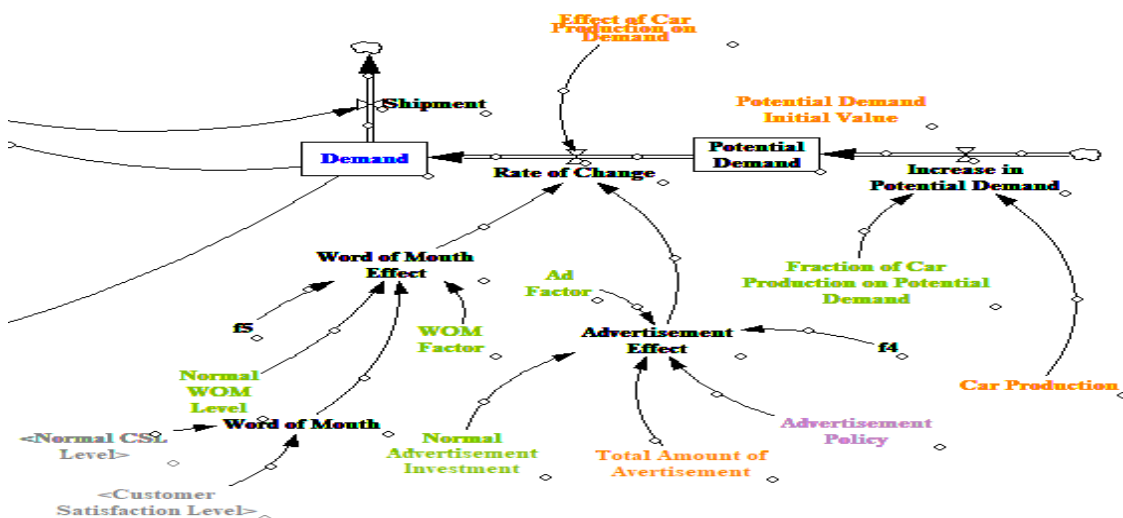 Effect of Car
Production on
Demand
Shipment
Potential Demand
Initial Value
Demand
Potential
Demand
Rate of Change
Increase in
Potential Demand
Word of Mouth
Effect
Ad
Factor
Fraction of Car
Production on Potential
Demand
f5
WOM
Factor
Advertisement
Effect
f4
Normal
WOM
Level
Car Production
<Normal CSL
Level>
Word of Mouth
Normal
Advertisement
Investment
Advertisement
Policy
Total Amount of
Avertisement
<Customer
Satisfaction Level>